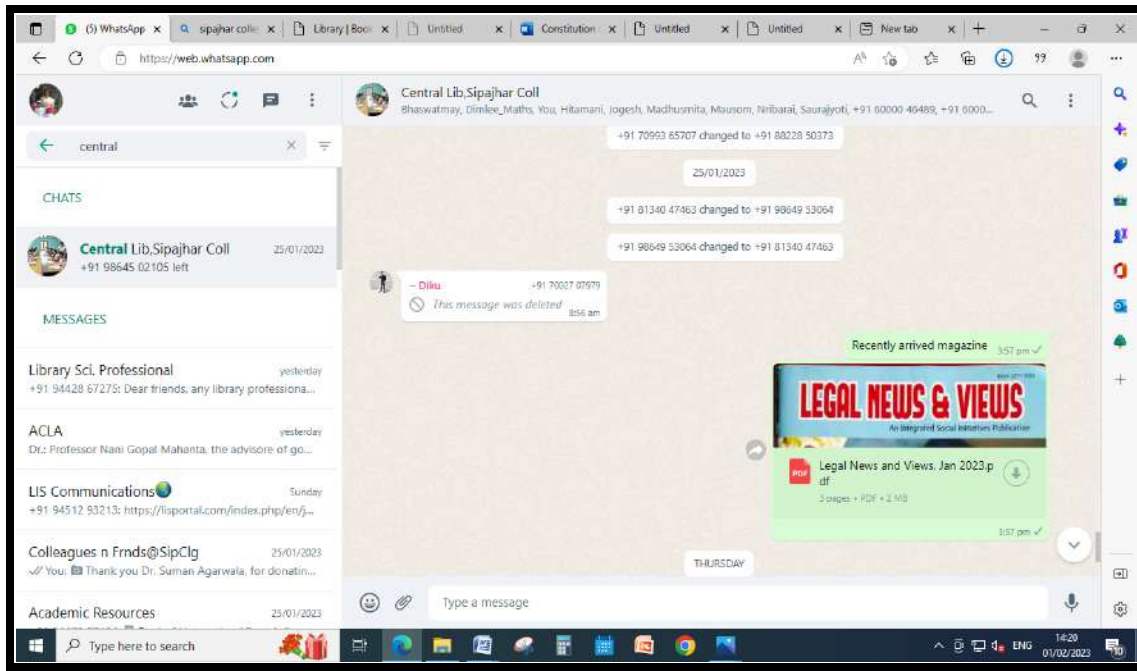 (5) WhatsApp
sipajhar colle
Library | Boo
Untitled
Constitution
Untitled
Untitled
New tab
https://web.whatsapp.com
central
CHATS
Central Lib,Sipajhar Coll
25/01/2023
+91 98645 02105 left
MESSAGES
Library Sci. Professional
yesterday
+91 94428 67275: Dear friends, any library professiona...
ACLA
yesterday
Dr.: Professor Nani Gopal Mahanta, the advisore of go...
LIS Communications
Sunday
+91 94512 93213: https://lisportal.com/index.php/en/j...
Colleagues n Frnds@SipClg
25/01/2023
You: Thank you Dr. Suman Agarwala, for donatin...
Academic Resources
25/01/2023
Central Lib,Sipajhar Coll
Bhaswatmay, Dimlee_Maths, You, Hitamani, Jogesh, Madhusmita, Mausom, Nribarai, Saurajyoti, +91 60000 46489, +91 6000...
+91 70993 65707 changed to +91 88228 50373
25/01/2023
+91 81340 47463 changed to +91 98649 53064
+91 98649 53064 changed to +91 81340 47463
~ Diku
+91 70027 07979
This message was deleted
8:56 am
Recently arrived magazine
3:57 pm
LEGAL NEWS & VIEWS
An Integrated Social Initiatives Publication
PDF
Legal News and Views, Jan 2023.p
df
3 pages • PDF • 2 MB
3:57 pm
THURSDAY
Type a message
Type here to search
ENG
14:20
01/02/2023